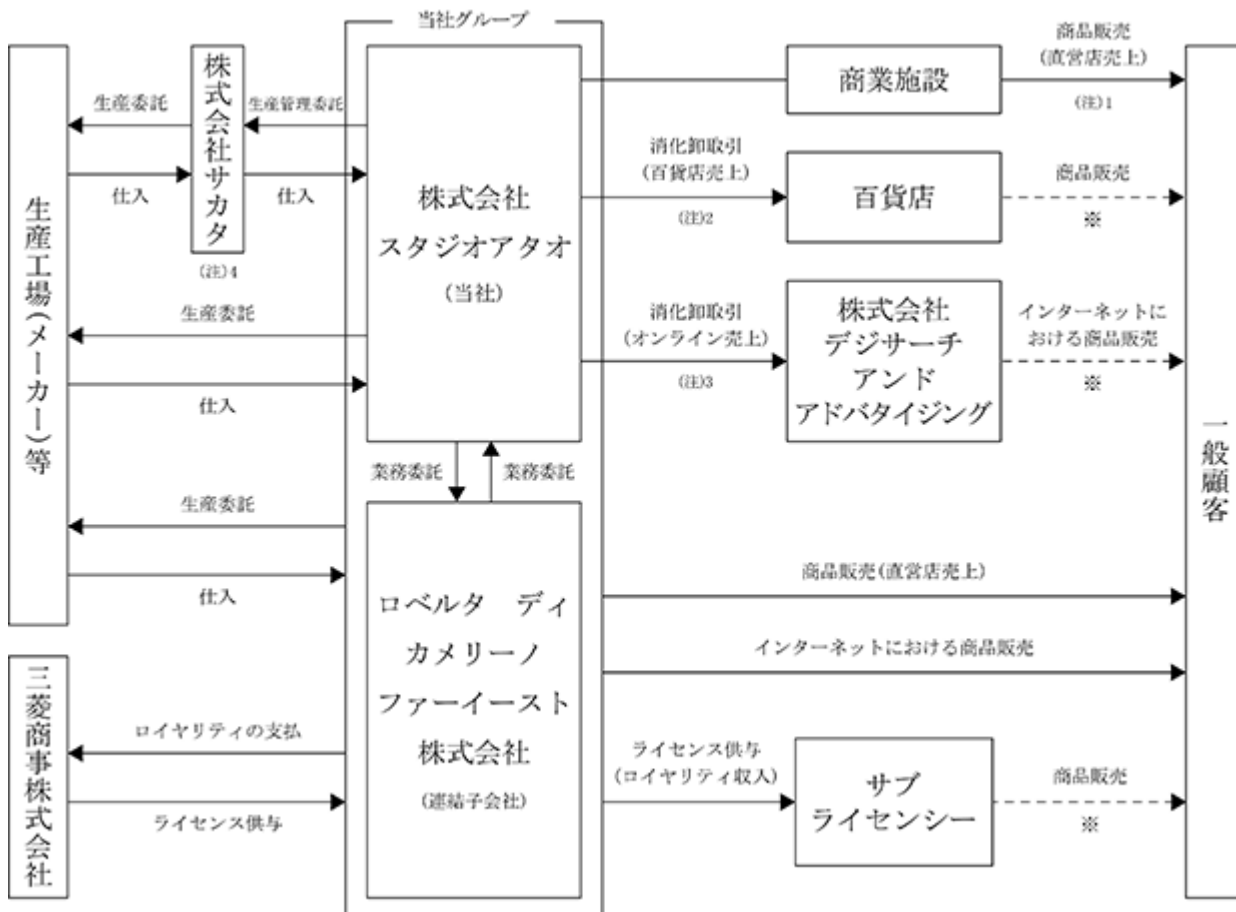 当社グループ
生産工場(メーカー)等
三菱商事株式会社
生産委託
仕入
株式会社サカタ
(注)4
生産管理委託
仕入
生産委託
仕入
生産委託
仕入
ロイヤリティの支払
ライセンス供与
株式会社
スタジオアタオ
(当社)
業務委託
業務委託
ロベルタ ディ
カメリーノ
ファーイースト
株式会社
(連結子会社)
商業施設
商品販売
(直営店売上)
(注)1
消化卸取引
(百貨店売上)
(注)2
百貨店
商品販売
※
消化卸取引
(オンライン売上)
(注)3
株式会社
デジサーチ
アンド
アドバタイジング
インターネットに
おける商品販売
※
商品販売(直営店売上)
インターネットにおける商品販売
ライセンス供与
(ロイヤリティ収入)
サブ
ライセンシー
商品販売
※
一般顧客